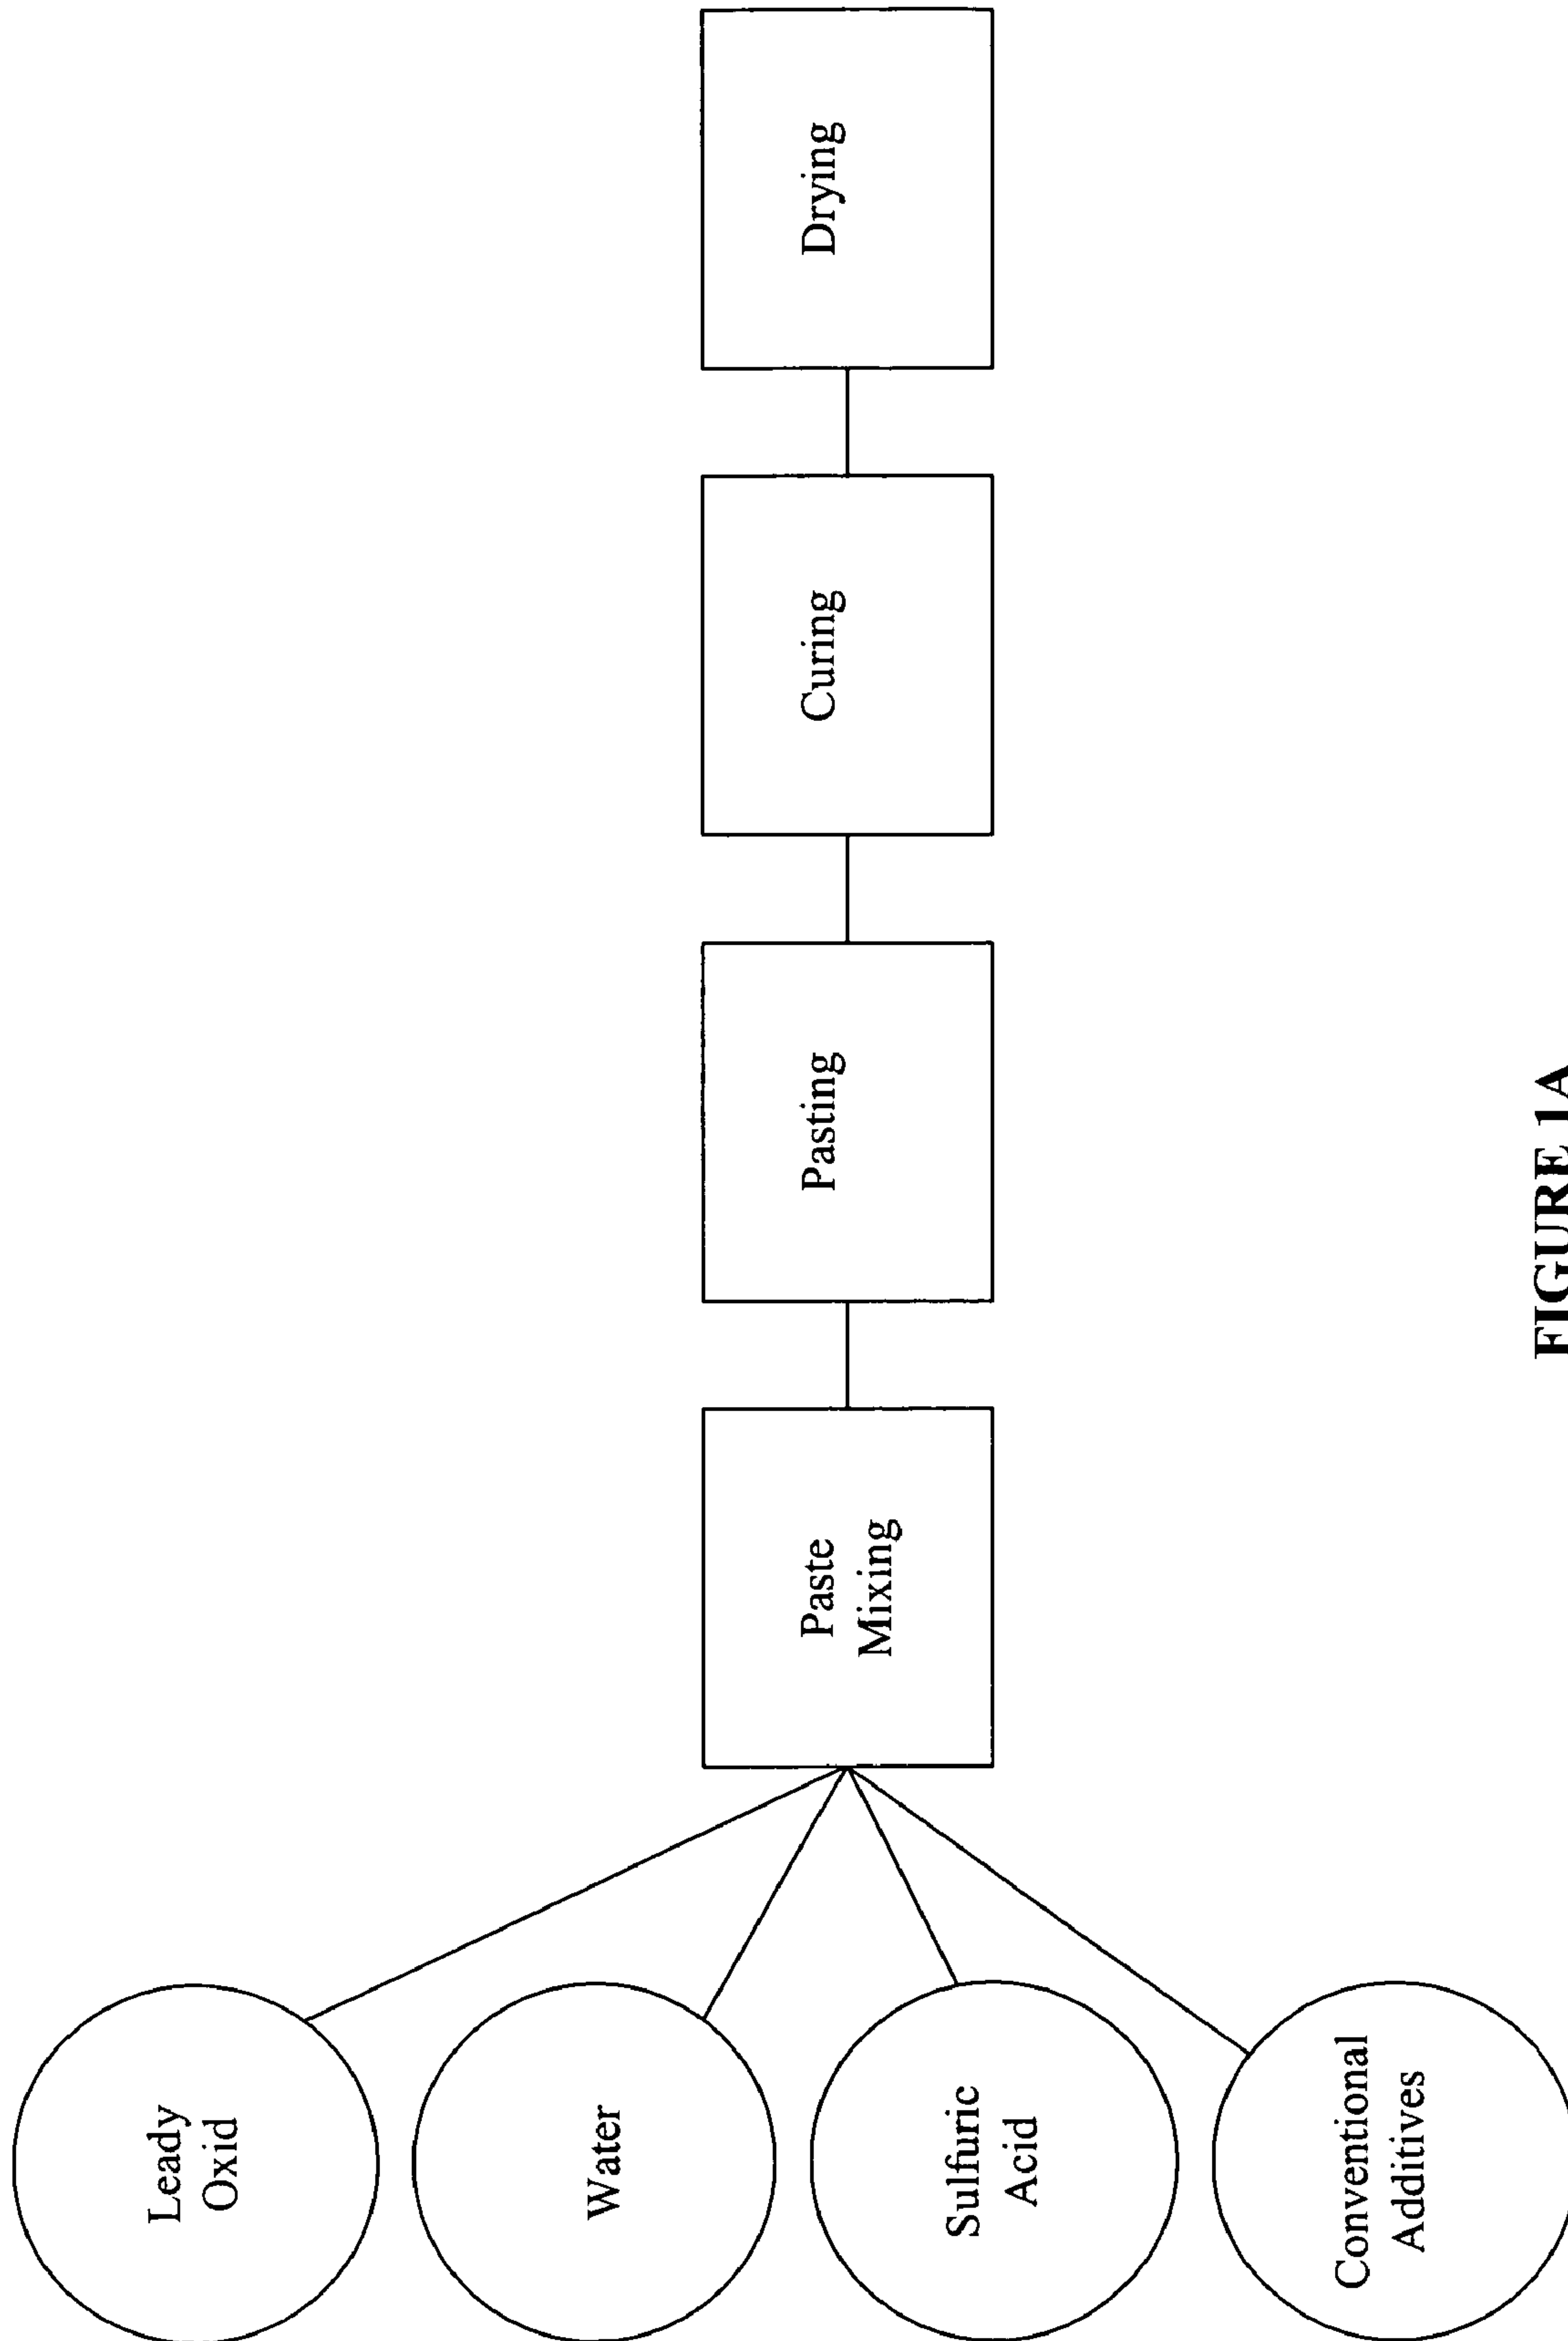 Leady
Oxid
Water
Sulfuric
Acid
Conventional
Additives
Paste
Mixing
Pasting
Curing
Drying
FIGURE 1A